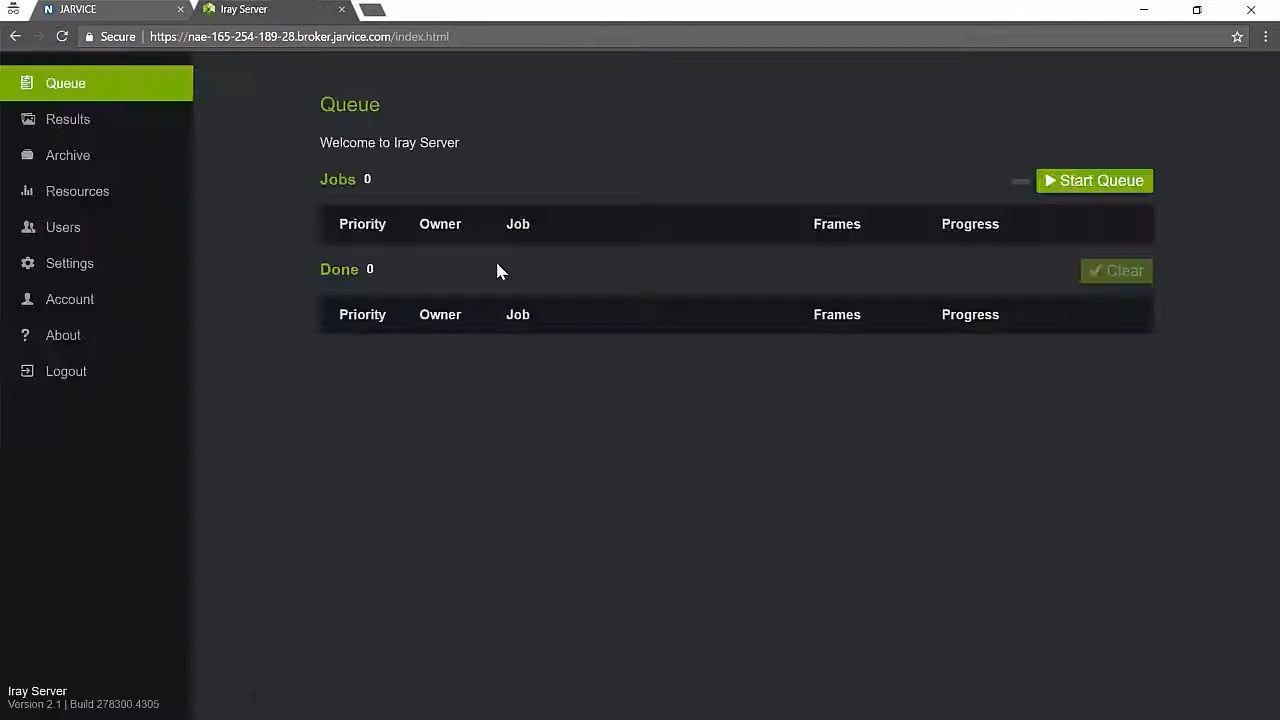 JARVICE
Iray Server
Secure
https://nae-165-254-189-28.broker.jarvice.com/index.html
Queue
Results
Archive
Resources
Users
Settings
Account
? About
Logout
Iray Server
Version 2.1 | Build 278300.4305
Queue
Welcome to Iray Server
Jobs 0
Start Queue
Priority Owner Job Frames Progress
Done 0
Clear
Priority Owner Job Frames Progress